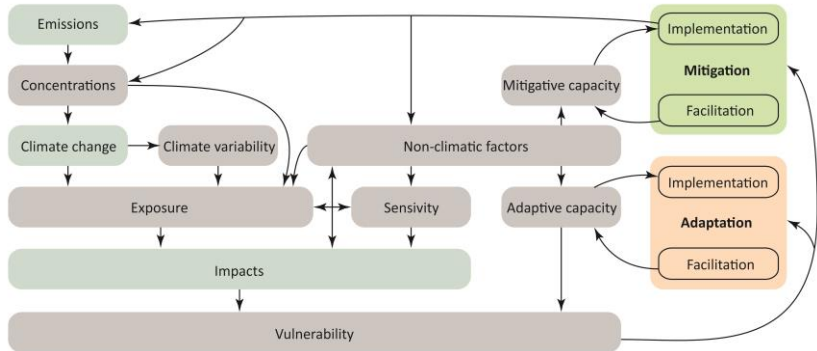 Emissions
Implementation
Concentrations
Mitigative capacity
Mitigation
Facilitation
Climate change
Climate variability
Non-climatic factors
Exposure
Sensivity
Adaptive capacity
Implementation
Adaptation
Facilitation
Impacts
Vulnerability